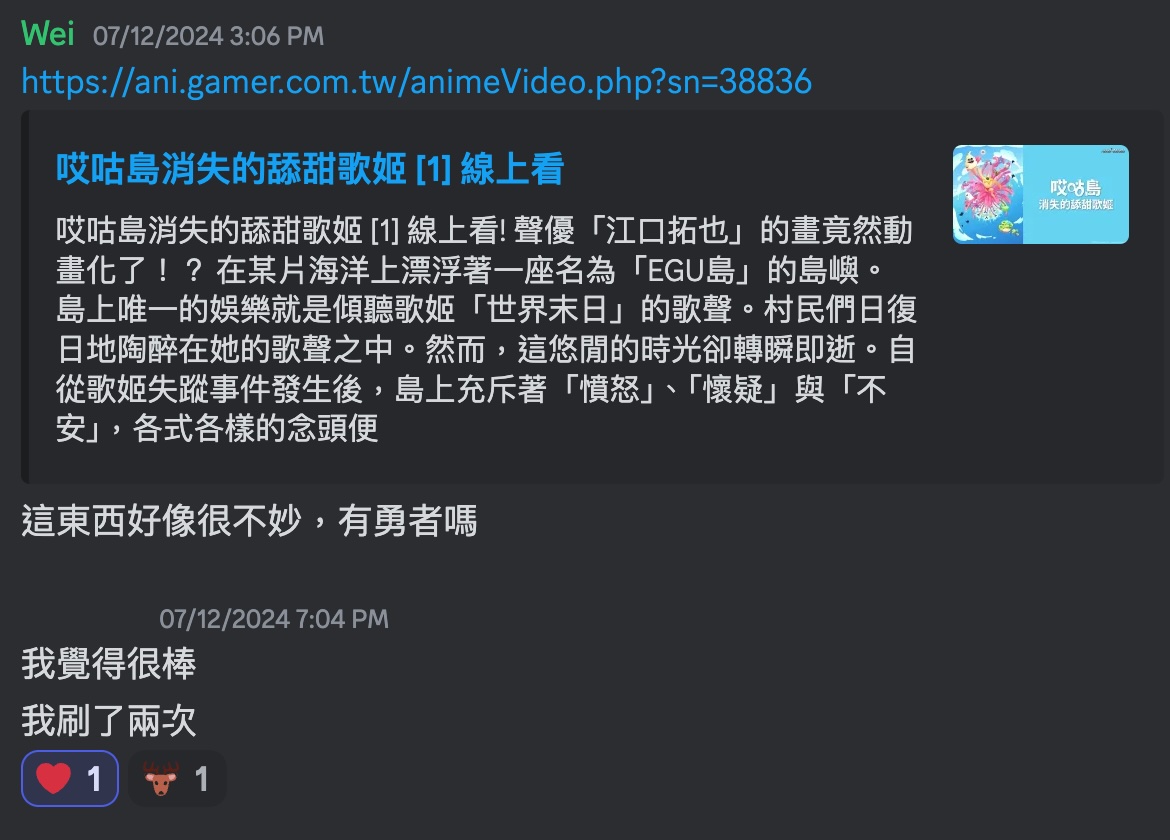 Wei 07/12/2024 3:06 PM
https://ani.gamer.com.tw/animeVideo.php?sn=38836
哎咕島消失的舔甜歌姬 [1] 線上看
哎咕島消失的舔甜歌姬 [1] 線上看! 聲優「江口拓也」的畫竟然動
畫化了！？ 在某片海洋上漂浮著一座名為「EGU島」的島嶼。
島上唯一的娛樂就是傾聽歌姬「世界末日」的歌聲。村民們日復
日地陶醉在她的歌聲之中。然而，這悠閒的時光卻轉瞬即逝。自
從歌姬失蹤事件發生後，島上充斥著「憤怒」、「懷疑」與「不
安」，各式各樣的念頭便
哎咕島
消失的舔甜歌姬
這東西好像很不妙，有勇者嗎
07/12/2024 7:04 PM
我覺得很棒
我刷了兩次
1 1